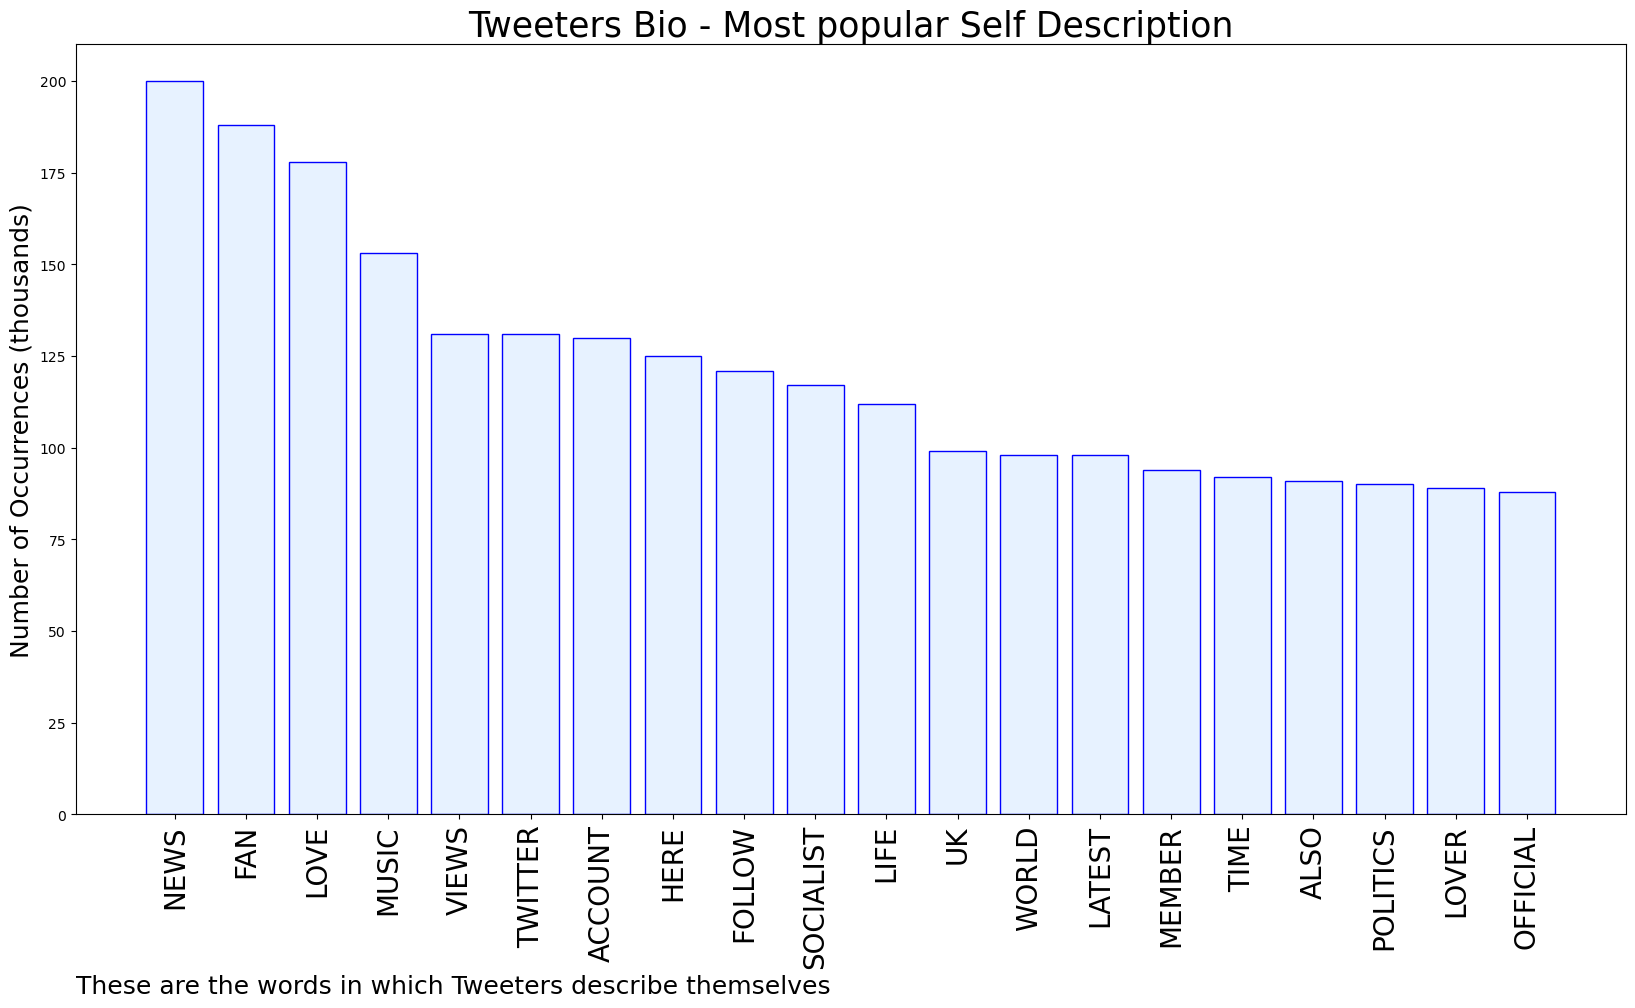 Tweeters Bio - Most popular Self Description
Number of Occurrences (thousands)
200
175
150
125
100
75
50
25
0
NEWS
FAN
LOVE
MUSIC
VIEWS
TWITTER
ACCOUNT
HERE
FOLLOW
SOCIALIST
LIFE
UK
WORLD
LATEST
MEMBER
TIME
ALSO
POLITICS
LOVER
OFFICIAL
These are the words in which Tweeters describe themselves